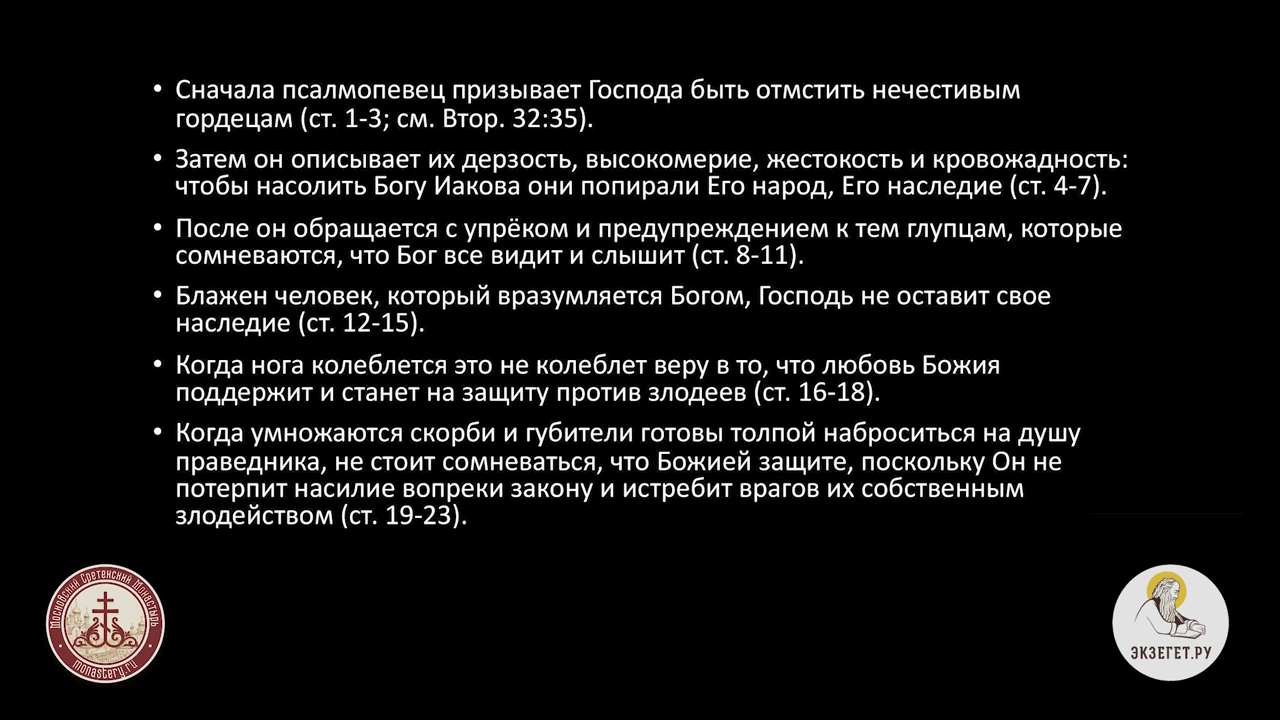 • Сначала псалмопевец призывает Господа быть отмстить нечестивым
гордецам (ст. 1-3; см. Втор. 32:35).
• Затем он описывает их дерзость, высокомерие, жестокость и кровожадность:
чтобы насолить Богу Иакова они попирали Его народ, Его наследие (ст. 4-7).
• После он обращается с упрёком и предупреждением к тем глупцам, которые
сомневаются, что Бог все видит и слышит (ст. 8-11).
• Блажен человек, который вразумляется Богом, Господь не оставит свое
наследие (ст. 12-15).
• Когда нога колеблется это не колеблет веру в то, что любовь Божия
поддержит и станет на защиту против злодеев (ст. 16-18).
• Когда умножаются скорби и губители готовы толпой наброситься на душу
праведника, не стоит сомневаться, что Божией защите, поскольку Он не
потерпит насилие вопреки закону и истребит врагов их собственным
злодейством (ст. 19-23).
Московский Сретенский Монастырь
monastery.ru
ЭКЗЕГЕТ.РУ